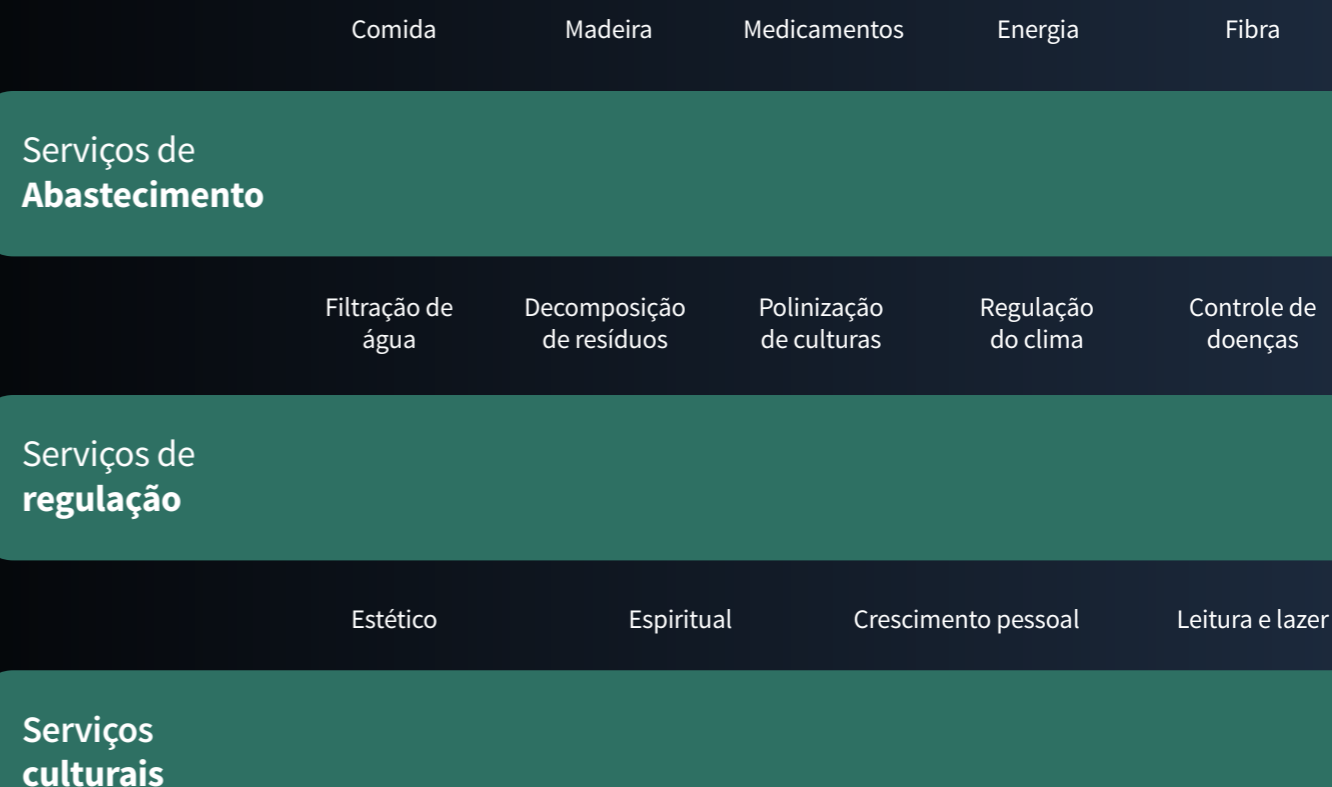 Comida Madeira Medicamentos Energia Fibra
Serviços de
Abastecimento
Filtração de Decomposição Polinização Regulação Controle de
água de resíduos de culturas do clima doenças
Serviços de
regulação
Estético Espiritual Crescimento pessoal Leitura e lazer
Serviços
culturais